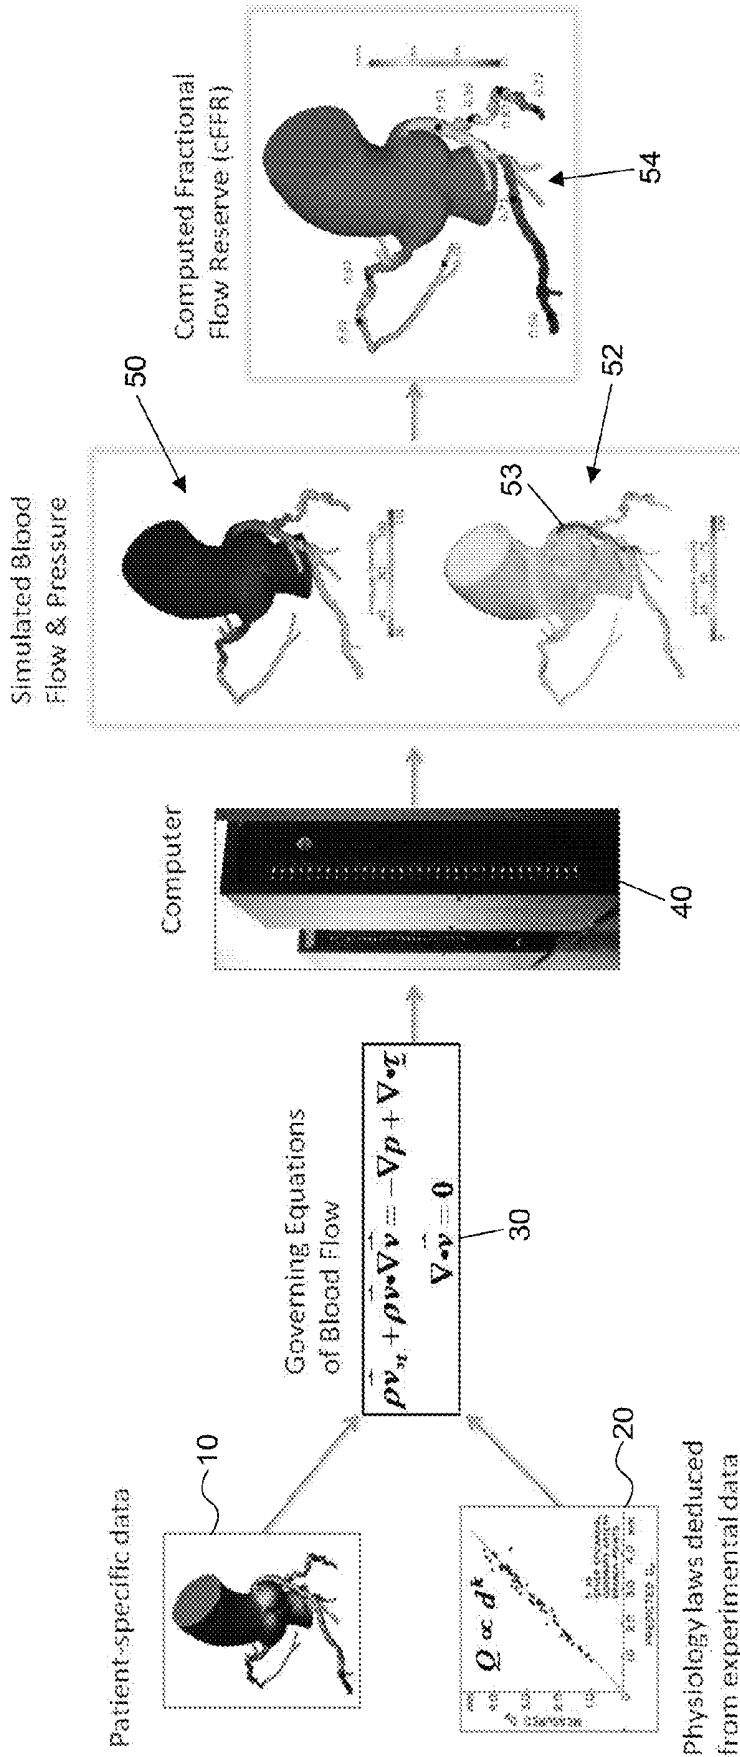 Patient-specific data
10
Q ∝ d^k
20
Physiology laws deduced
from experimental data
Governing Equations
of Blood Flow
ρv⃗,t + ρv⃗•∇v⃗ = −∇p + ∇•τ
∇•v⃗ = 0
30
Computer
40
Simulated Blood
Flow & Pressure
50
53
52
Computed Fractional
Flow Reserve (cFFR)
54